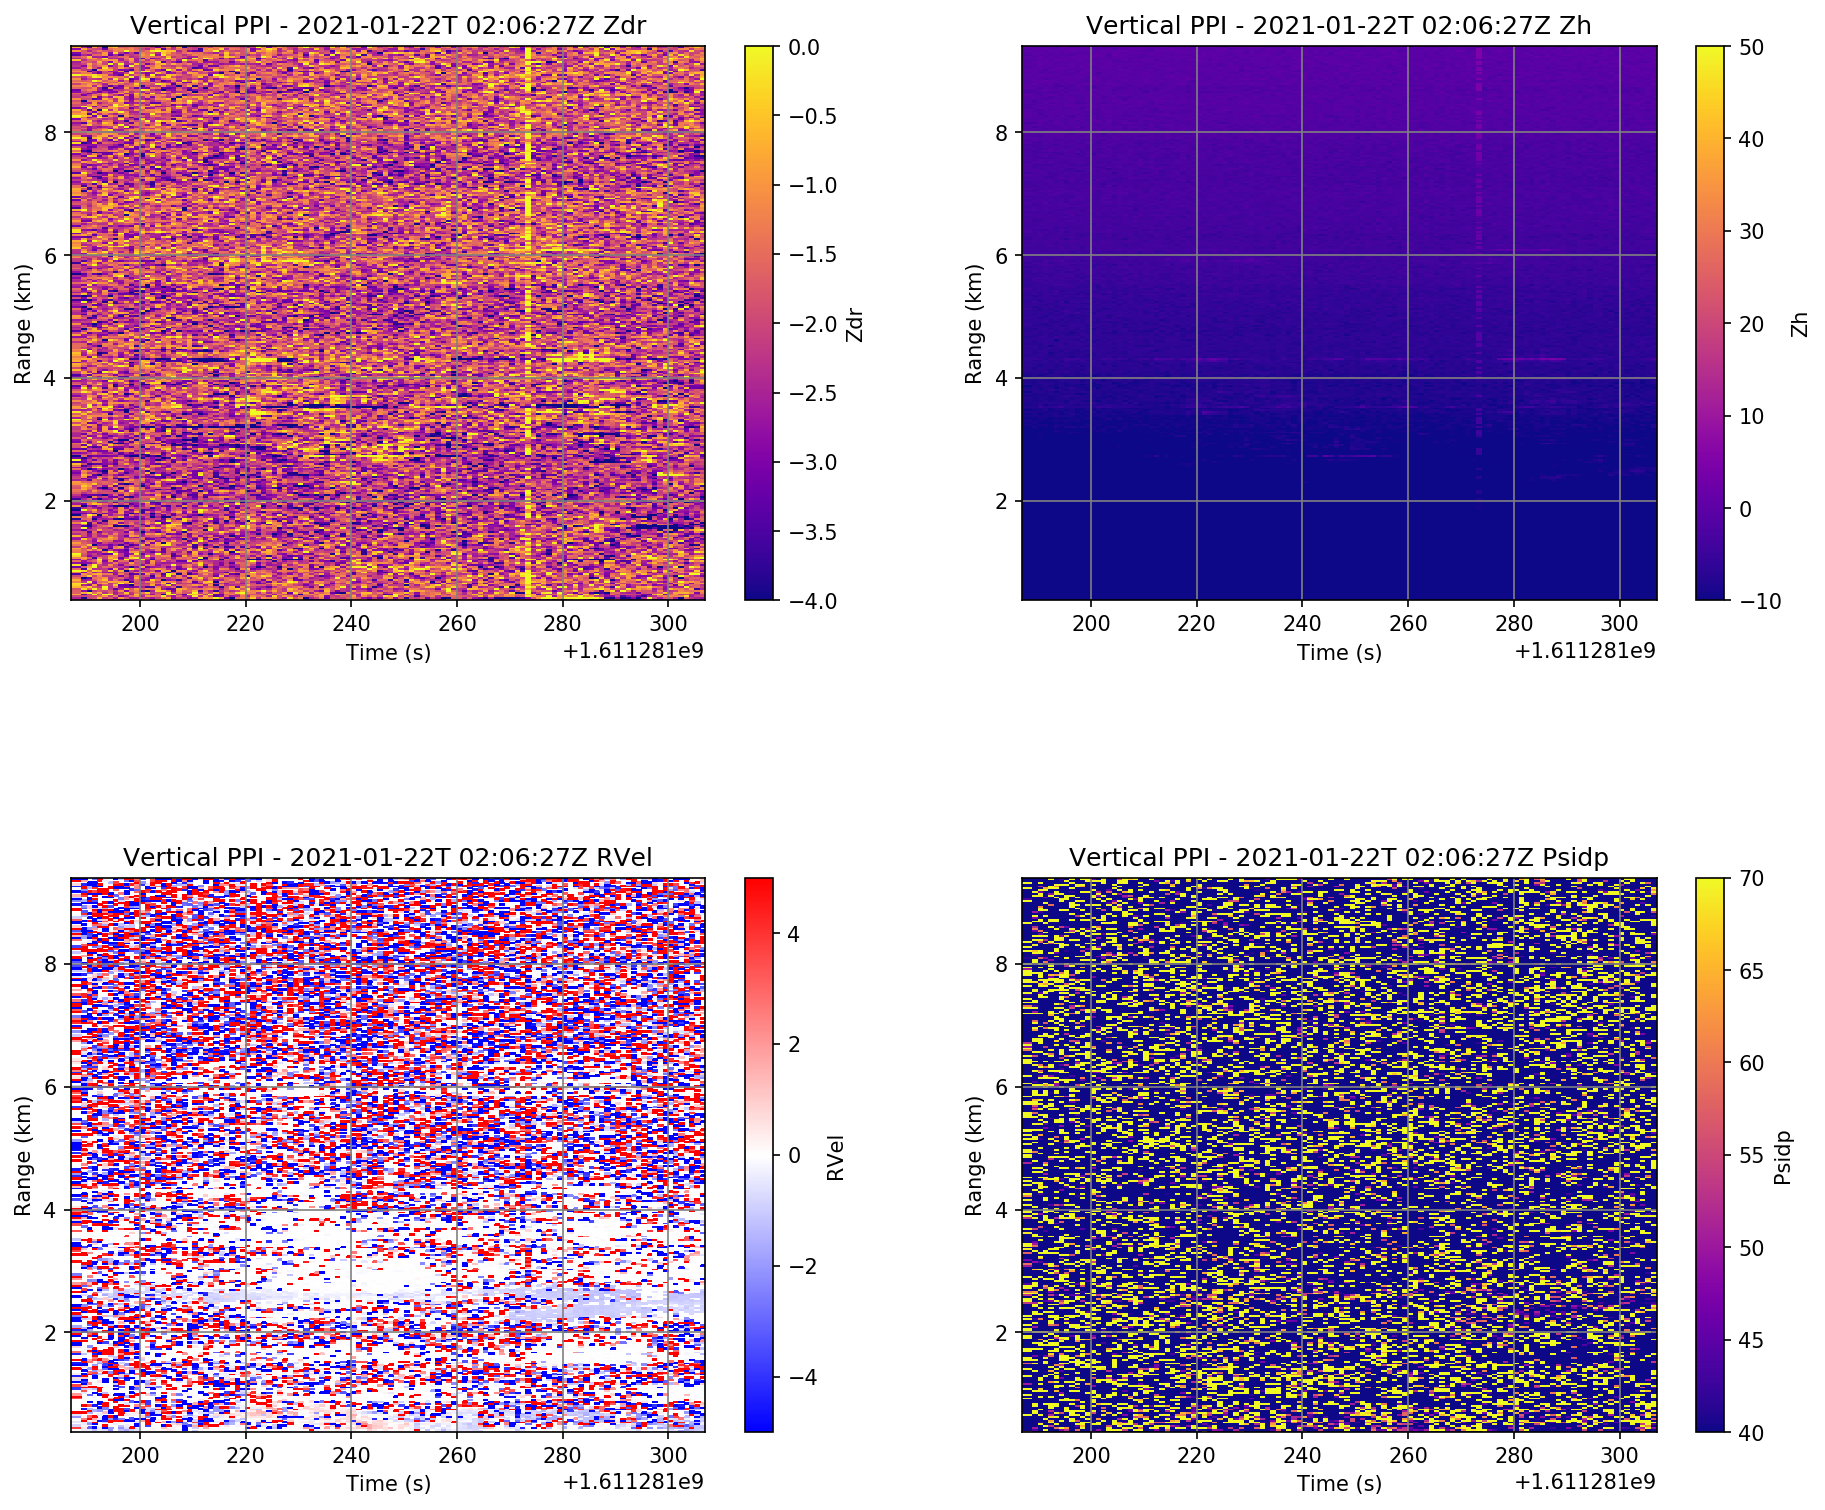 Vertical PPI - 2021-01-22T 02:06:27Z Zdr
8
6
4
2
Range (km)
200 220 240 260 280 300
Time (s)
+1.611281e9
0.0
−0.5
−1.0
−1.5
−2.0
−2.5
−3.0
−3.5
−4.0
Zdr
Vertical PPI - 2021-01-22T 02:06:27Z Zh
8
6
4
2
Range (km)
200 220 240 260 280 300
Time (s)
+1.611281e9
50
40
30
20
10
0
−10
Zh
Vertical PPI - 2021-01-22T 02:06:27Z RVel
8
6
4
2
Range (km)
200 220 240 260 280 300
Time (s)
+1.611281e9
4
2
0
−2
−4
RVel
Vertical PPI - 2021-01-22T 02:06:27Z Psidp
8
6
4
2
Range (km)
200 220 240 260 280 300
Time (s)
+1.611281e9
70
65
60
55
50
45
40
Psidp